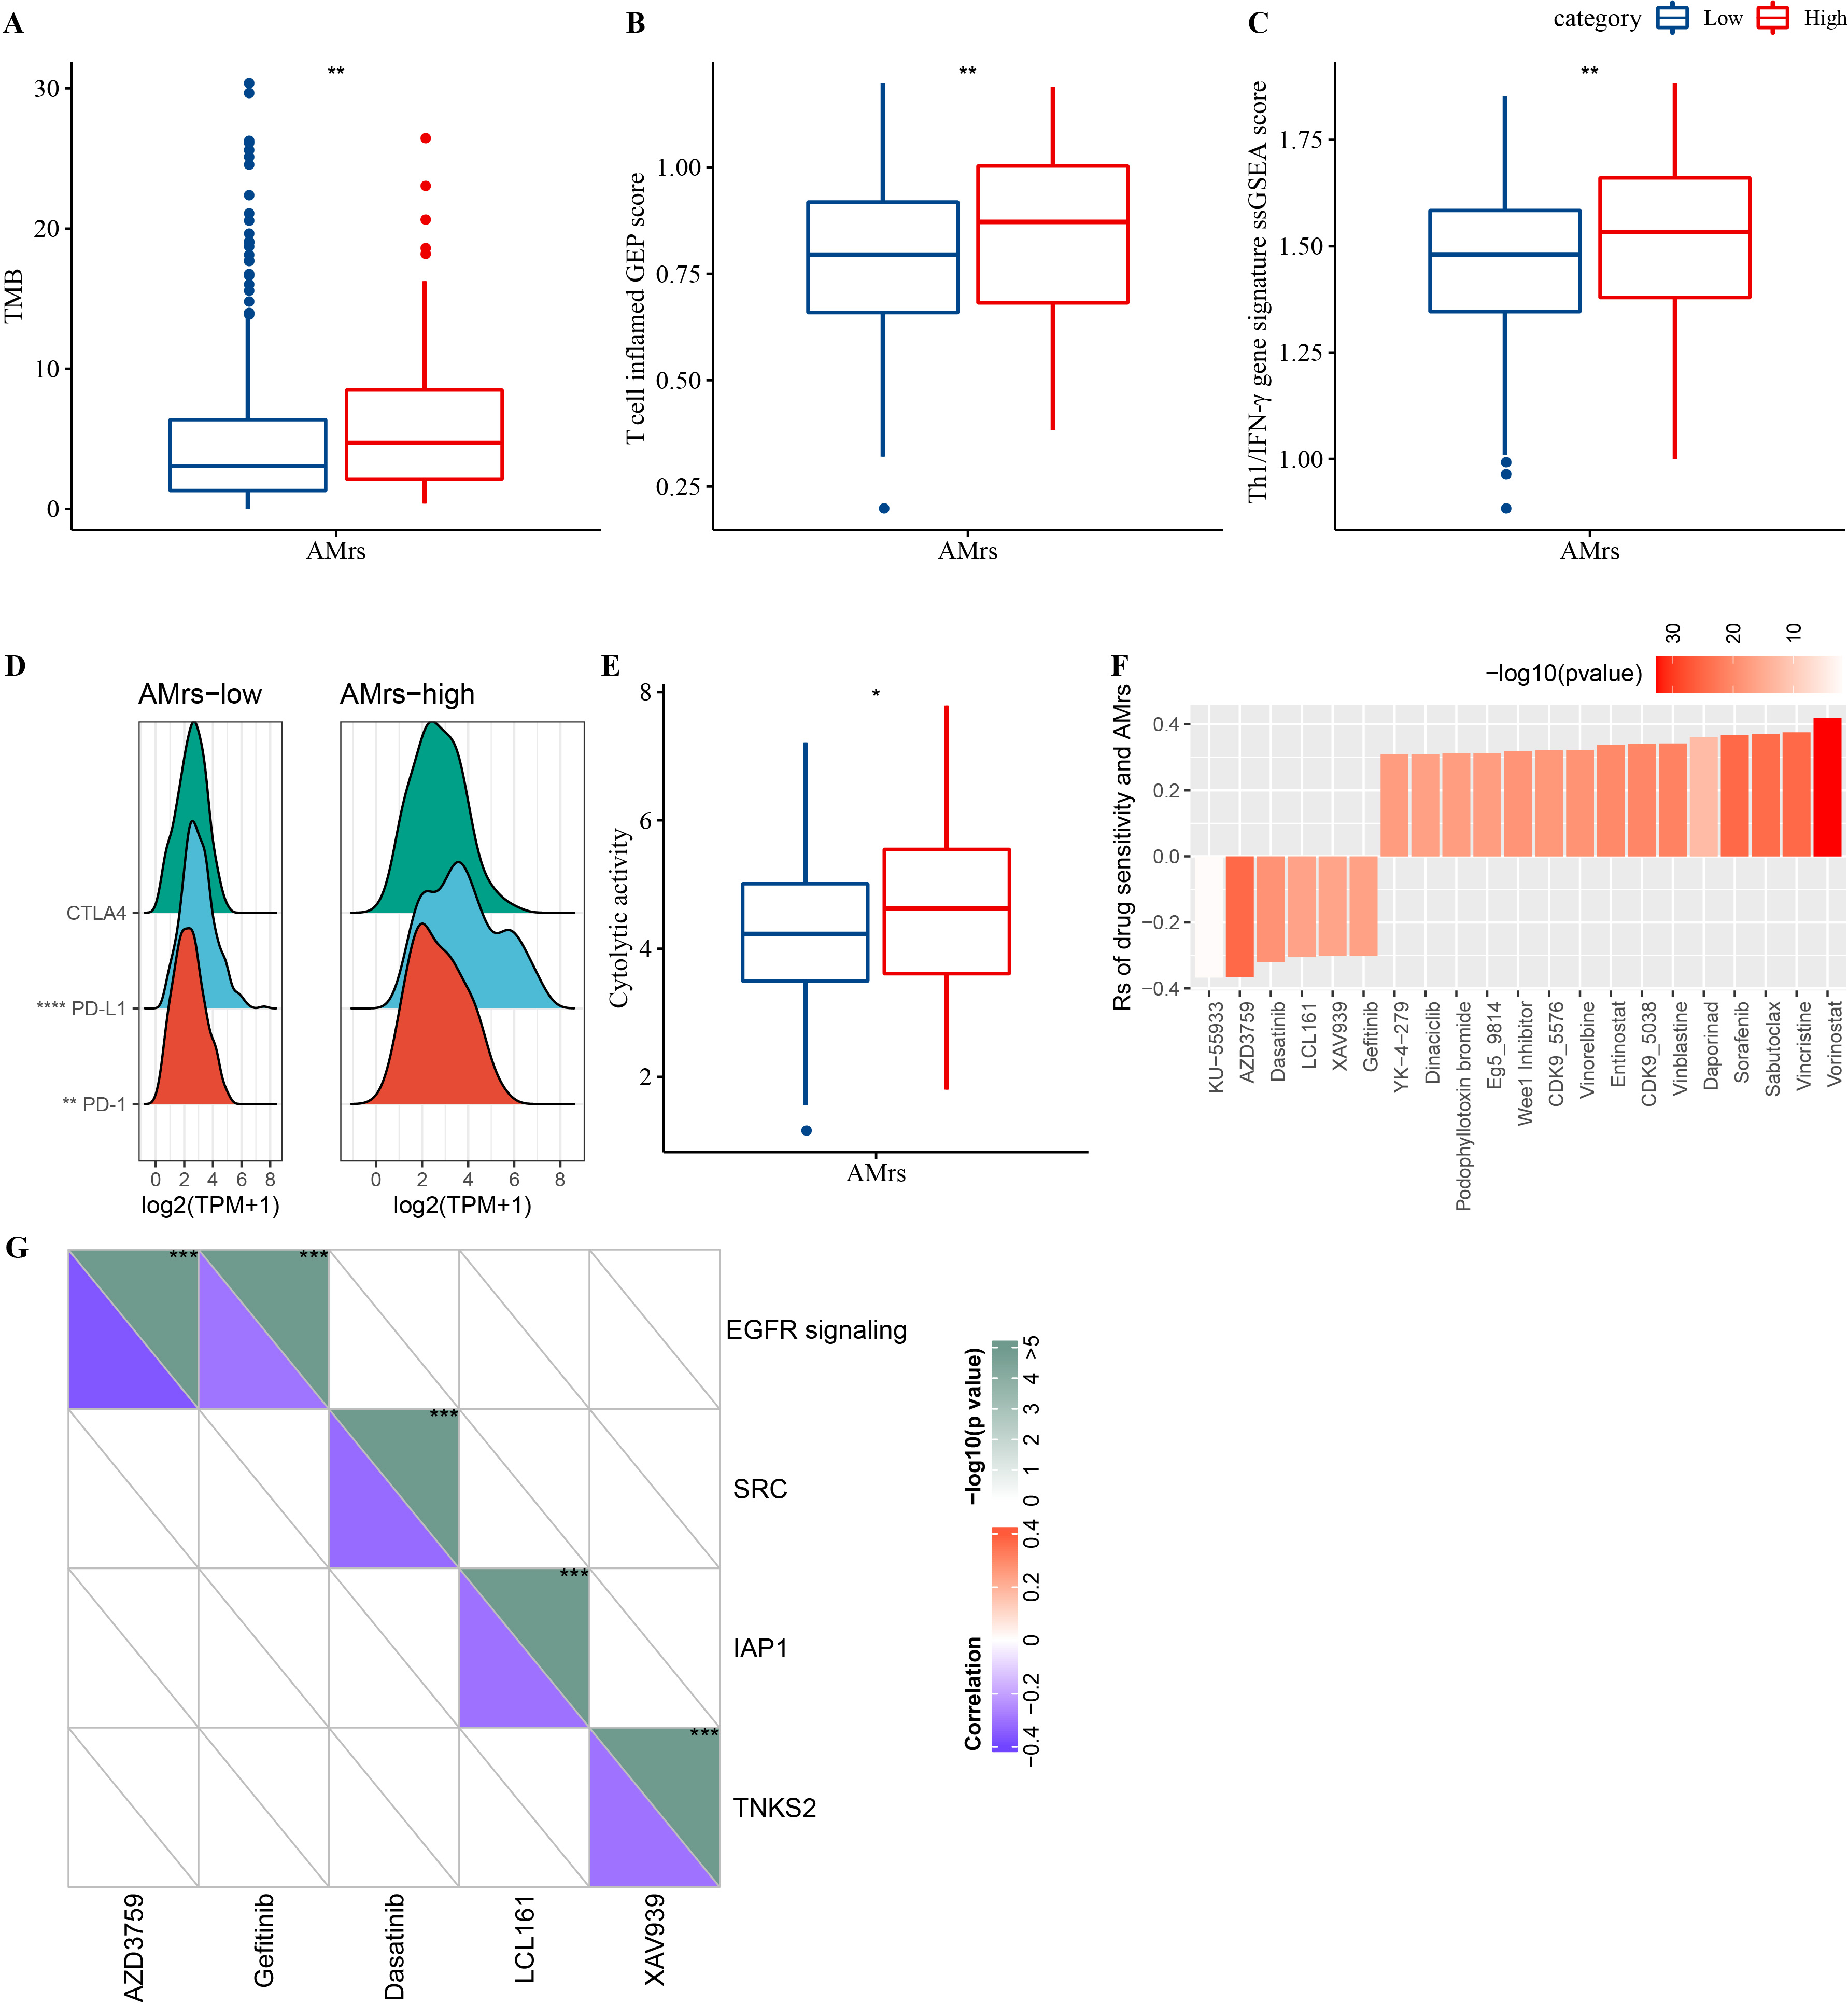 A
B
C
category Low High
TMB
30
20
10
0
**
AMrs
T cell inflamed GEP score
1.00
0.75
0.50
0.25
**
AMrs
Th1/IFN-γ gene signature ssGSEA score
1.75
1.50
1.25
1.00
**
AMrs
D
AMrs−low
AMrs−high
CTLA4
**** PD-L1
** PD-1
0 2 4 6 8
0 2 4 6 8
log2(TPM+1)
log2(TPM+1)
E
Cytolytic activity
8
6
4
2
*
AMrs
F
−log10(pvalue)
30
20
10
Rs of drug sensitivity and AMrs
0.4
0.2
0.0
−0.2
−0.4
KU−55933
AZD3759
Dasatinib
LCL161
XAV939
Gefitinib
YK−4−279
Dinaciclib
Podophyllotoxin bromide
Eg5_9814
Wee1 Inhibitor
CDK9_5576
Vinorelbine
Entinostat
CDK9_5038
Vinblastine
Daporinad
Sorafenib
Sabutoclax
Vincristine
Vorinostat
G
*** ***
EGFR signaling
***
SRC
***
IAP1
***
TNKS2
AZD3759
Gefitinib
Dasatinib
LCL161
XAV939
−log10(p value)
0 1 2 3 4 >5
Correlation
−0.4 −0.2 0 0.2 0.4